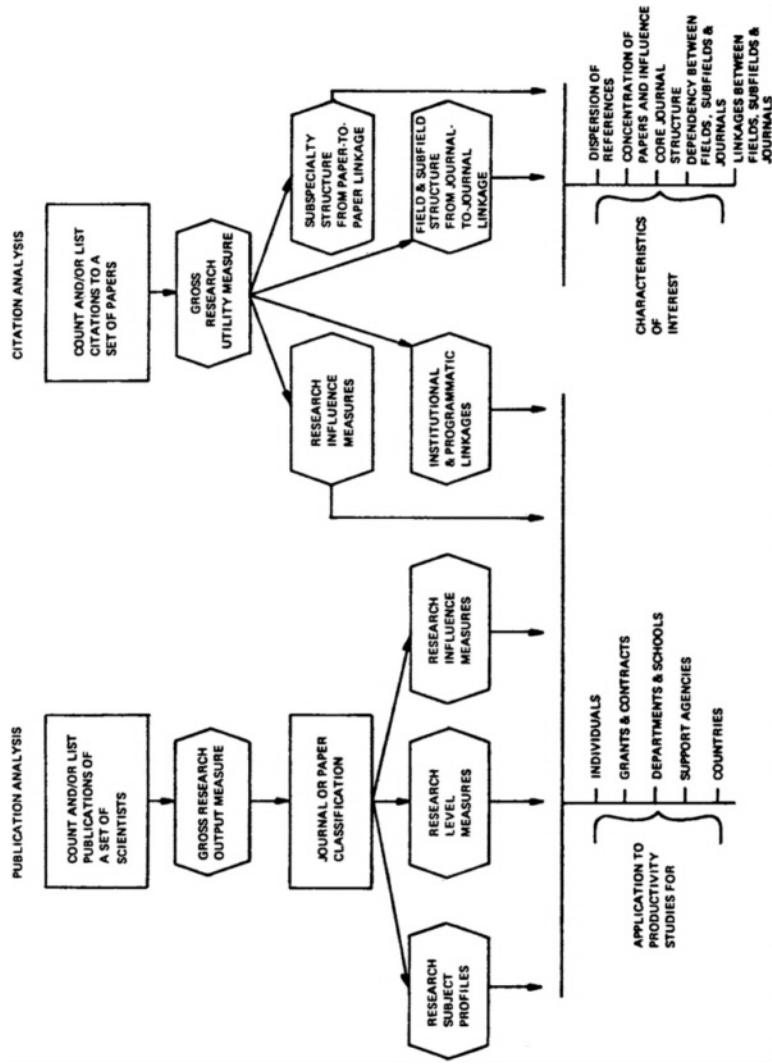 PUBLICATION ANALYSIS
COUNT AND/OR LIST
PUBLICATIONS OF
A SET OF
SCIENTISTS
GROSS RESEARCH
OUTPUT MEASURE
JOURNAL OR PAPER
CLASSIFICATION
RESEARCH
SUBJECT
PROFILES
RESEARCH
LEVEL
MEASURES
RESEARCH
INFLUENCE
MEASURES
CITATION ANALYSIS
COUNT AND/OR LIST
CITATIONS TO A
SET OF PAPERS
GROSS
RESEARCH
UTILITY MEASURE
RESEARCH
INFLUENCE
MEASURES
SUBSPECIALTY
STRUCTURE
FROM PAPER-TO-
PAPER LINKAGE
INSTITUTIONAL
& PROGRAMMATIC
LINKAGES
FIELD & SUBFIELD
STRUCTURE
FROM JOURNAL-
TO-JOURNAL
LINKAGE
APPLICATION TO
PRODUCTIVITY
STUDIES FOR
INDIVIDUALS
GRANTS & CONTRACTS
DEPARTMENTS & SCHOOLS
SUPPORT AGENCIES
COUNTRIES
CHARACTERISTICS
OF
INTEREST
DISPERSION OF
REFERENCES
CONCENTRATION OF
PAPERS AND INFLUENCE
CORE JOURNAL
STRUCTURE
DEPENDENCY BETWEEN
FIELDS, SUBFIELDS &
JOURNALS
LINKAGES BETWEEN
FIELDS, SUBFIELDS &
JOURNALS